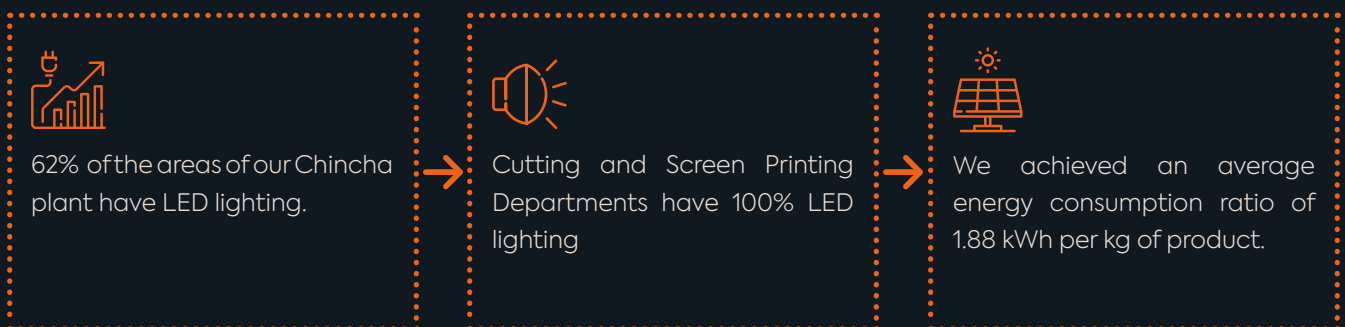 62% of the areas of our Chincha
plant have LED lighting.
Cutting and Screen Printing
Departments have 100% LED
lighting
We achieved an average
energy consumption ratio of
1.88 kWh per kg of product.